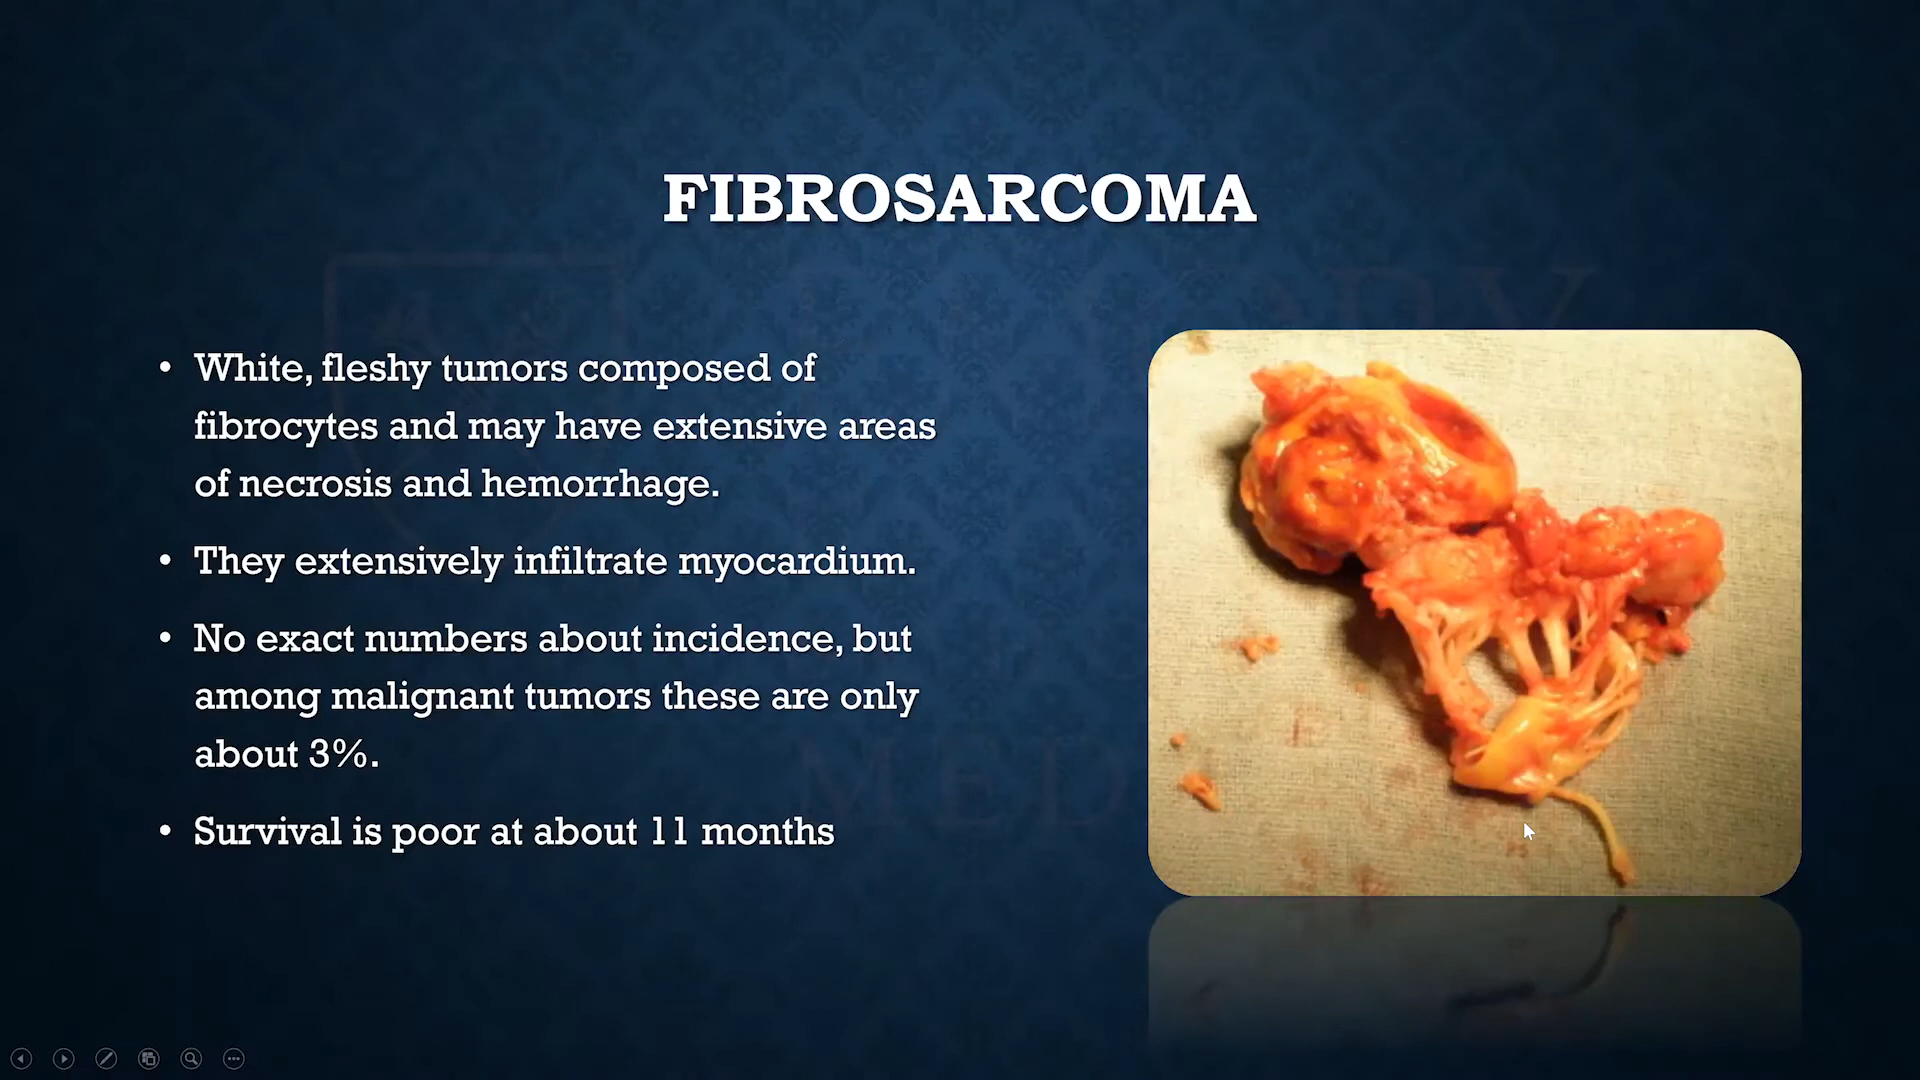 FIBROSARCOMA
• White, fleshy tumors composed of
fibrocytes and may have extensive areas
of necrosis and hemorrhage.
• They extensively infiltrate myocardium.
• No exact numbers about incidence, but
among malignant tumors these are only
about 3%.
• Survival is poor at about 11 months